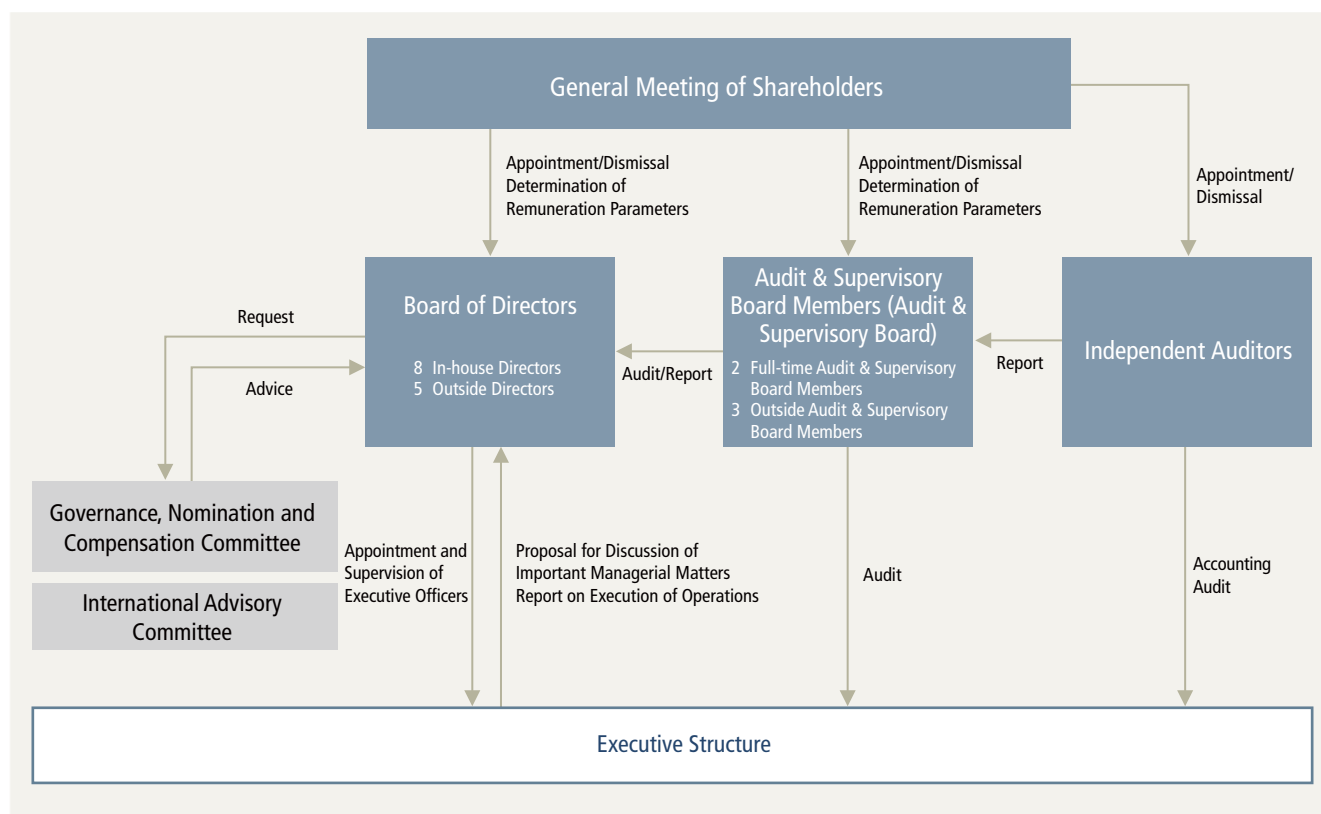 General Meeting of Shareholders
Appointment/Dismissal
Determination of
Remuneration Parameters
Appointment/Dismissal
Determination of
Remuneration Parameters
Appointment/
Dismissal
Board of Directors
8 In-house Directors
5 Outside Directors
Audit & Supervisory
Board Members (Audit &
Supervisory Board)
2 Full-time Audit & Supervisory
Board Members
3 Outside Audit & Supervisory
Board Members
Independent Auditors
Request
Advice
Audit/Report
Report
Governance, Nomination and
Compensation Committee
International Advisory
Committee
Appointment and
Supervision of
Executive Officers
Proposal for Discussion of
Important Managerial Matters
Report on Execution of Operations
Audit
Accounting
Audit
Executive Structure